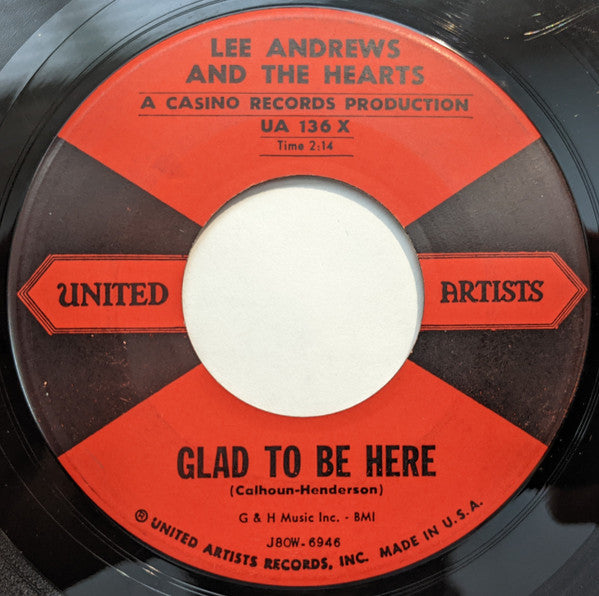 LEE ANDREWS
AND THE HEARTS
A CASINO RECORDS PRODUCTION
UA 136 X
Time 2:14
UNITED ARTISTS
GLAD TO BE HERE
(Calhoun-Henderson)
G & H Music Inc. - BMI
J8OW-6946
® UNITED ARTISTS RECORDS, INC. MADE IN U.S.A.